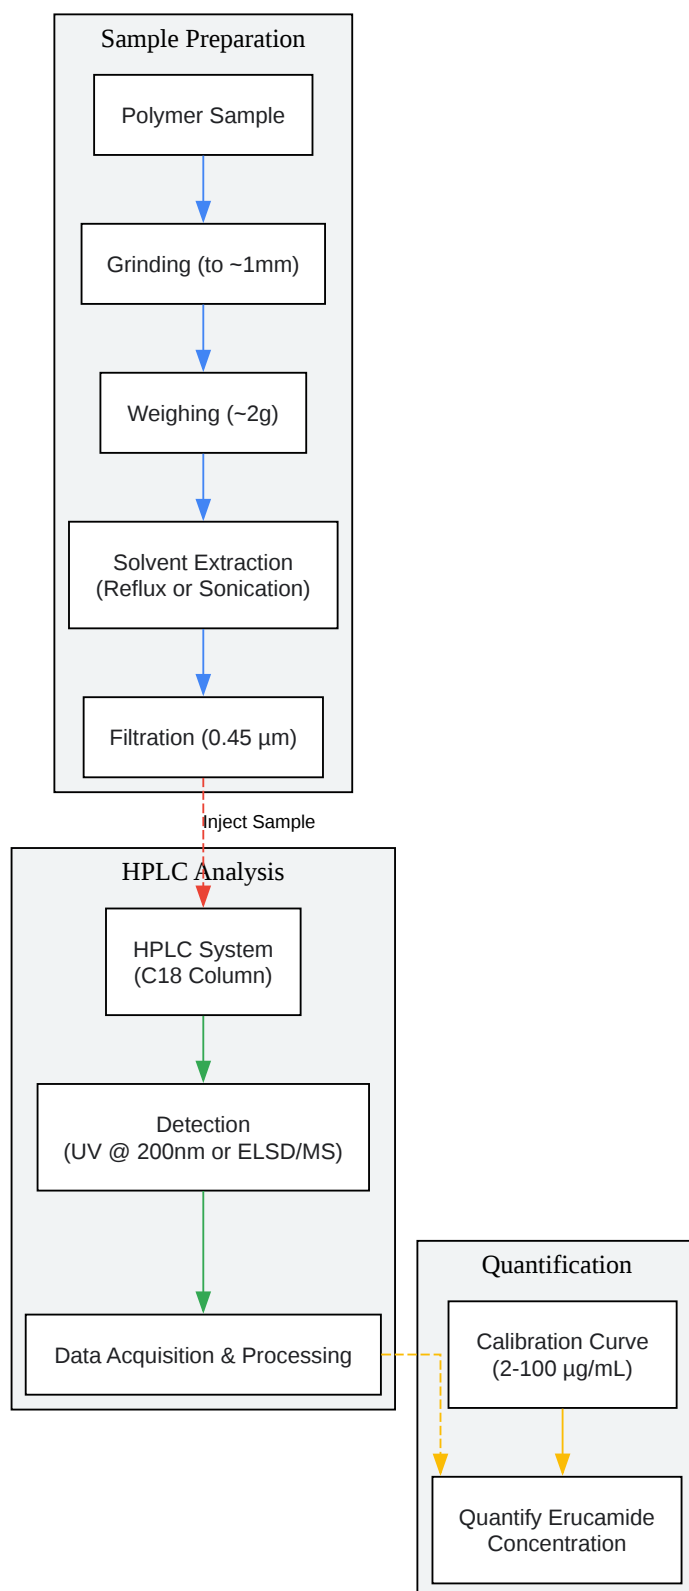 Sample Preparation
Polymer Sample
Grinding (to ~1mm)
Weighing (~2g)
Solvent Extraction
(Reflux or Sonication)
Filtration (0.45 µm)
Inject Sample
HPLC Analysis
HPLC System
(C18 Column)
Detection
(UV @ 200nm or ELSD/MS)
Data Acquisition & Processing
Quantification
Calibration Curve
(2-100 µg/mL)
Quantify Erucamide
Concentration